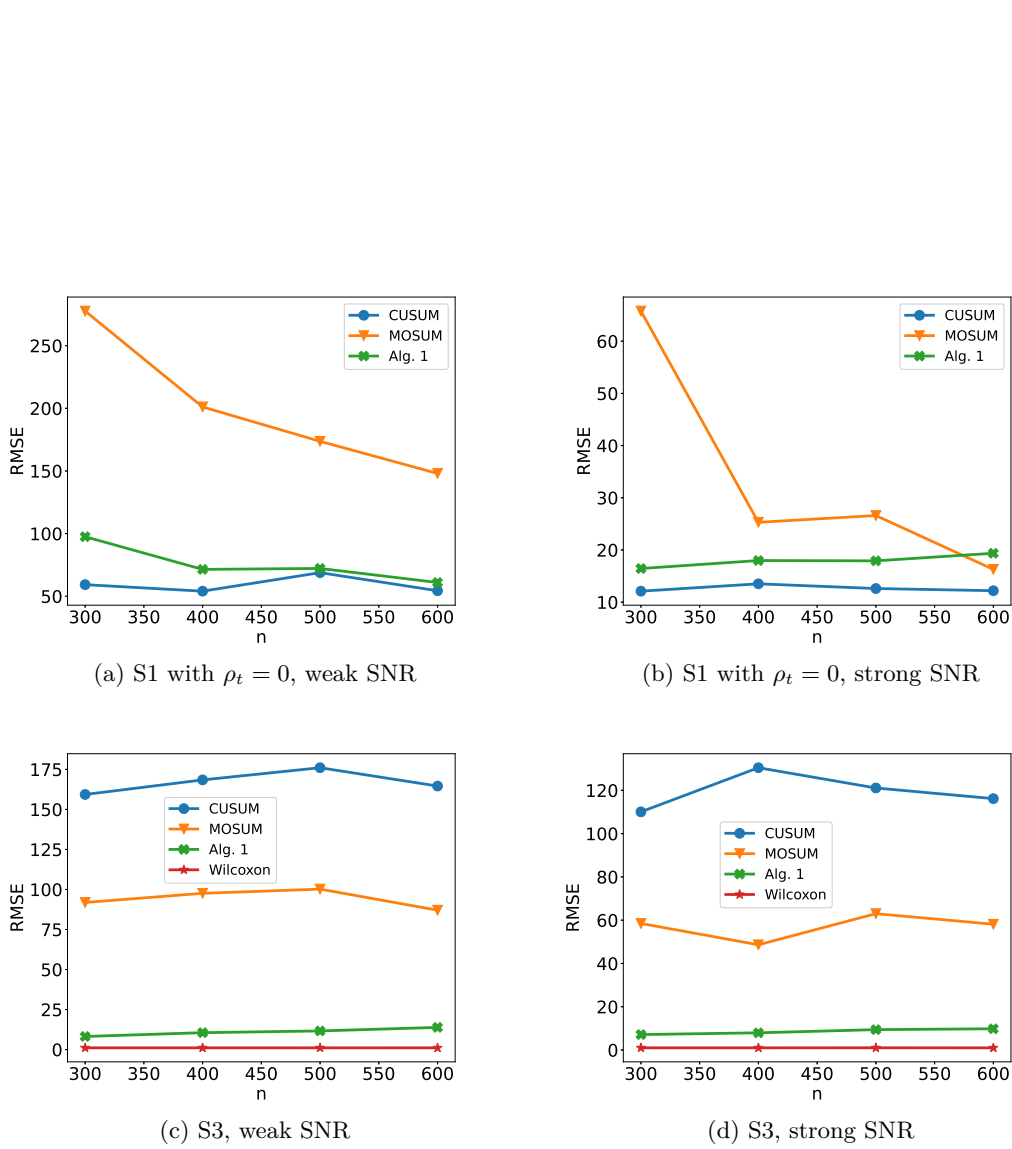 CUSUM
MOSUM
Alg. 1
RMSE
250
200
150
100
50
300 350 400 450 500 550 600
n
(a) S1 with ρt = 0, weak SNR
CUSUM
MOSUM
Alg. 1
RMSE
60
50
40
30
20
10
300 350 400 450 500 550 600
n
(b) S1 with ρt = 0, strong SNR
CUSUM
MOSUM
Alg. 1
Wilcoxon
RMSE
175
150
125
100
75
50
25
0
300 350 400 450 500 550 600
n
(c) S3, weak SNR
CUSUM
MOSUM
Alg. 1
Wilcoxon
RMSE
120
100
80
60
40
20
0
300 350 400 450 500 550 600
n
(d) S3, strong SNR